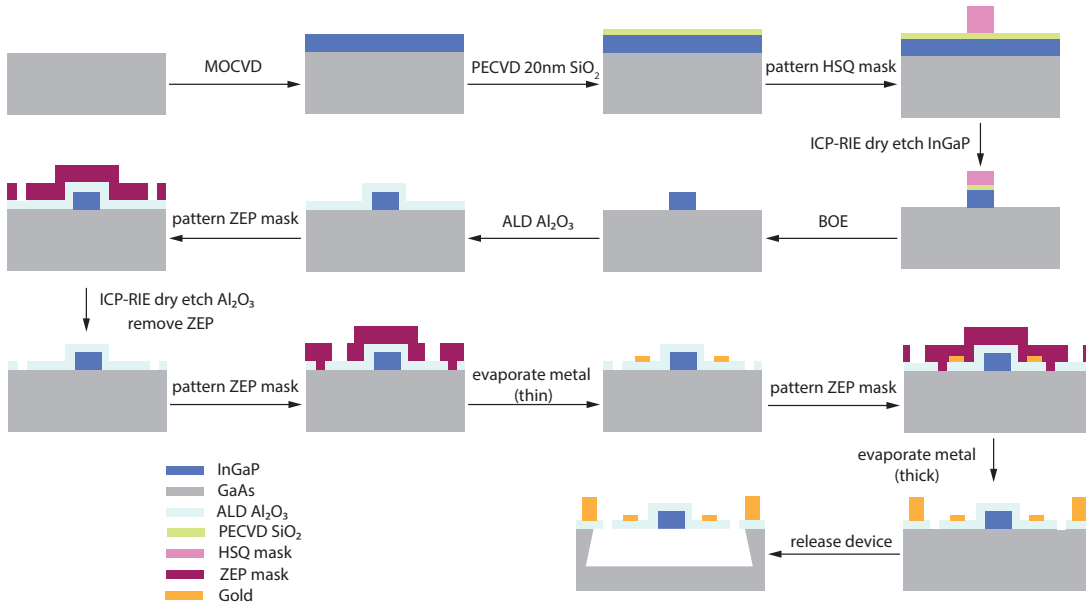 MOCVD
PECVD 20nm SiO₂
pattern HSQ mask
ICP-RIE dry etch InGaP
BOE
ALD Al₂O₃
pattern ZEP mask
ICP-RIE dry etch Al₂O₃
remove ZEP
pattern ZEP mask
evaporate metal
(thin)
pattern ZEP mask
evaporate metal
(thick)
release device
InGaP
GaAs
ALD Al₂O₃
PECVD SiO₂
HSQ mask
ZEP mask
Gold